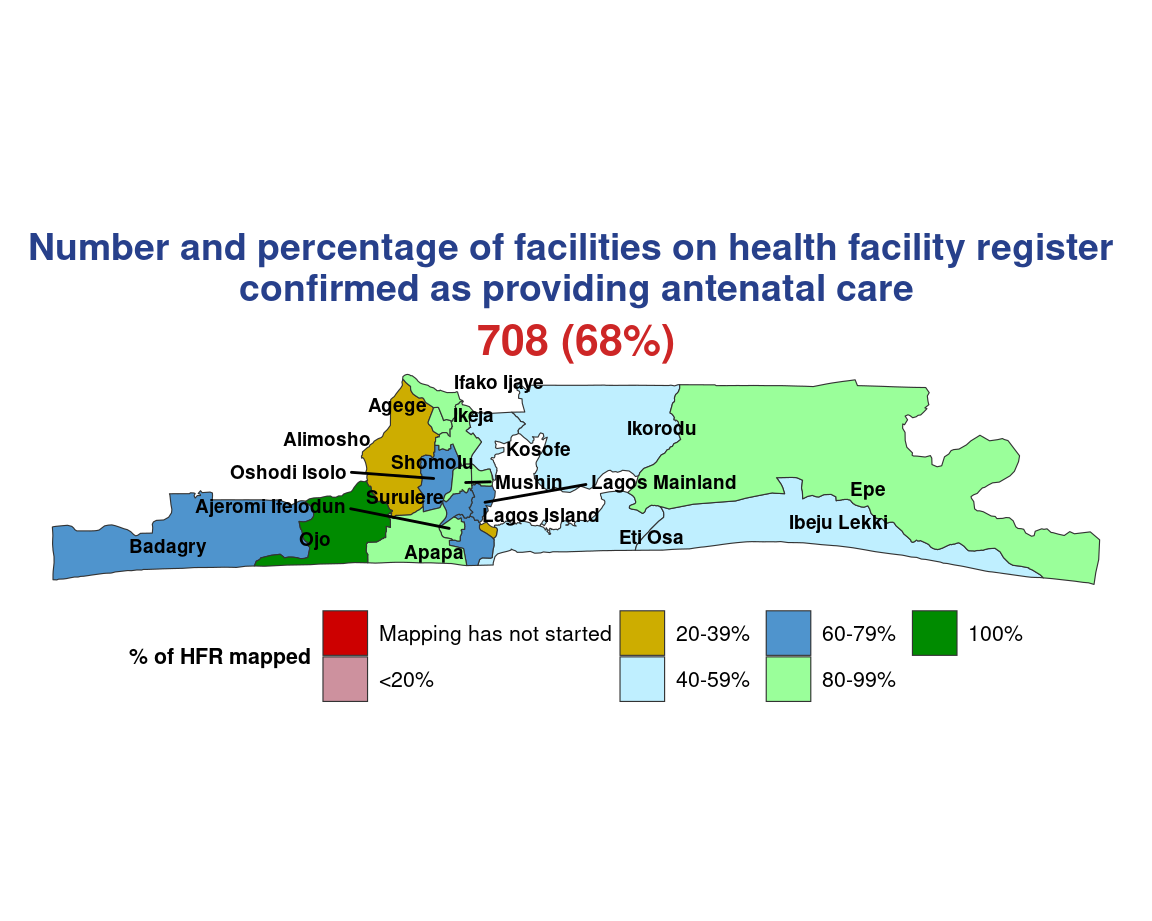 Number and percentage of facilities on health facility register
confirmed as providing antenatal care
708 (68%)
Ifako Ijaye
Agege
Ikeja
Ikorodu
Alimosho
Kosofe
Shomolu
Oshodi Isolo
Mushin
Lagos Mainland
Epe
Surulere
Ajeromi Ifelodun
Lagos Island
Ibeju Lekki
Eti Osa
Ojo
Badagry
Apapa
% of HFR mapped
Mapping has not started
<20%
20-39%
40-59%
60-79%
80-99%
100%